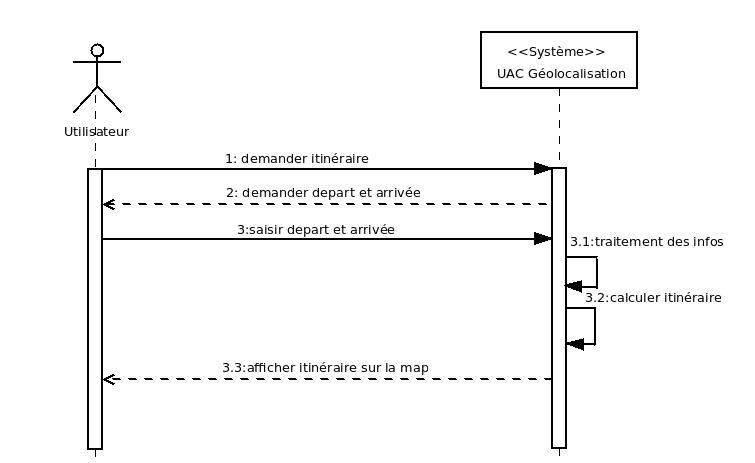 <<Système>>
UAC Géolocalisation
Utilisateur
1: demander itinéraire
2: demander depart et arrivée
3:saisir depart et arrivée
3.1:traitement des infos
3.2:calculer itinéraire
3.3:afficher itinéraire sur la map